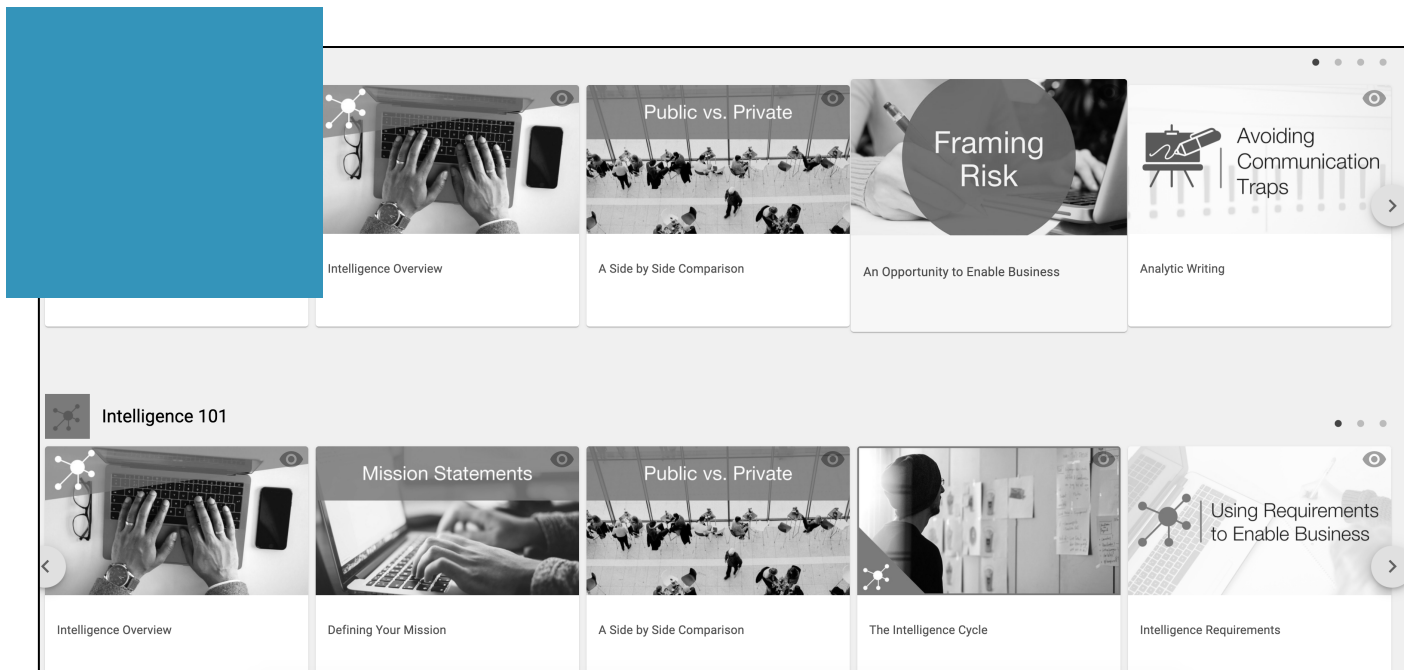 Public vs. Private
Framing
Risk
Avoiding
Communication
Traps
Intelligence Overview
A Side by Side Comparison
An Opportunity to Enable Business
Analytic Writing
Intelligence 101
Mission Statements
Public vs. Private
Using Requirements
to Enable Business
Intelligence Overview
Defining Your Mission
A Side by Side Comparison
The Intelligence Cycle
Intelligence Requirements